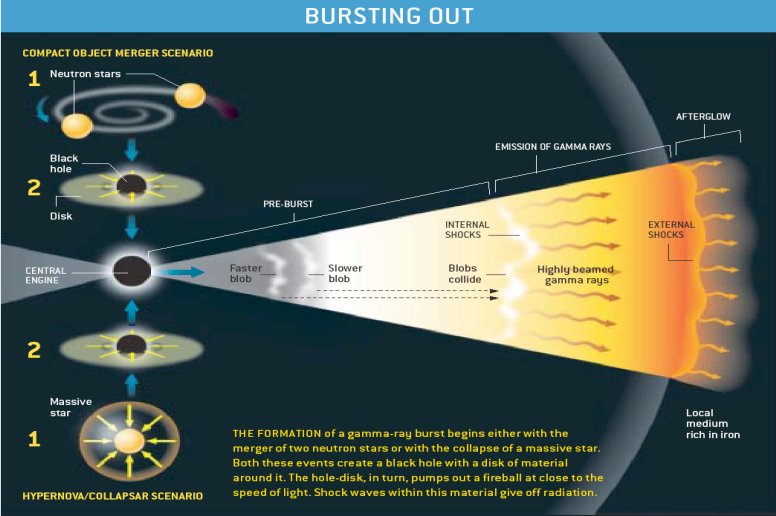 BURSTING OUT
COMPACT OBJECT MERGER SCENARIO
1
Neutron stars
Black
hole
2
Disk
CENTRAL
ENGINE
2
Massive
star
1
HYPERNOVA/COLLAPSAR SCENARIO
PRE-BURST
Faster
blob
Slower
blob
EMISSION OF GAMMA RAYS
INTERNAL
SHOCKS
Blobs
collide
Highly beamed
gamma rays
AFTERGLOW
EXTERNAL
SHOCKS
Local
medium
rich in iron
THE FORMATION of a gamma-ray burst begins either with the
merger of two neutron stars or with the collapse of a massive star.
Both these events create a black hole with a disk of material
around it. The hole-disk, in turn, pumps out a fireball at close to the
speed of light. Shock waves within this material give off radiation.